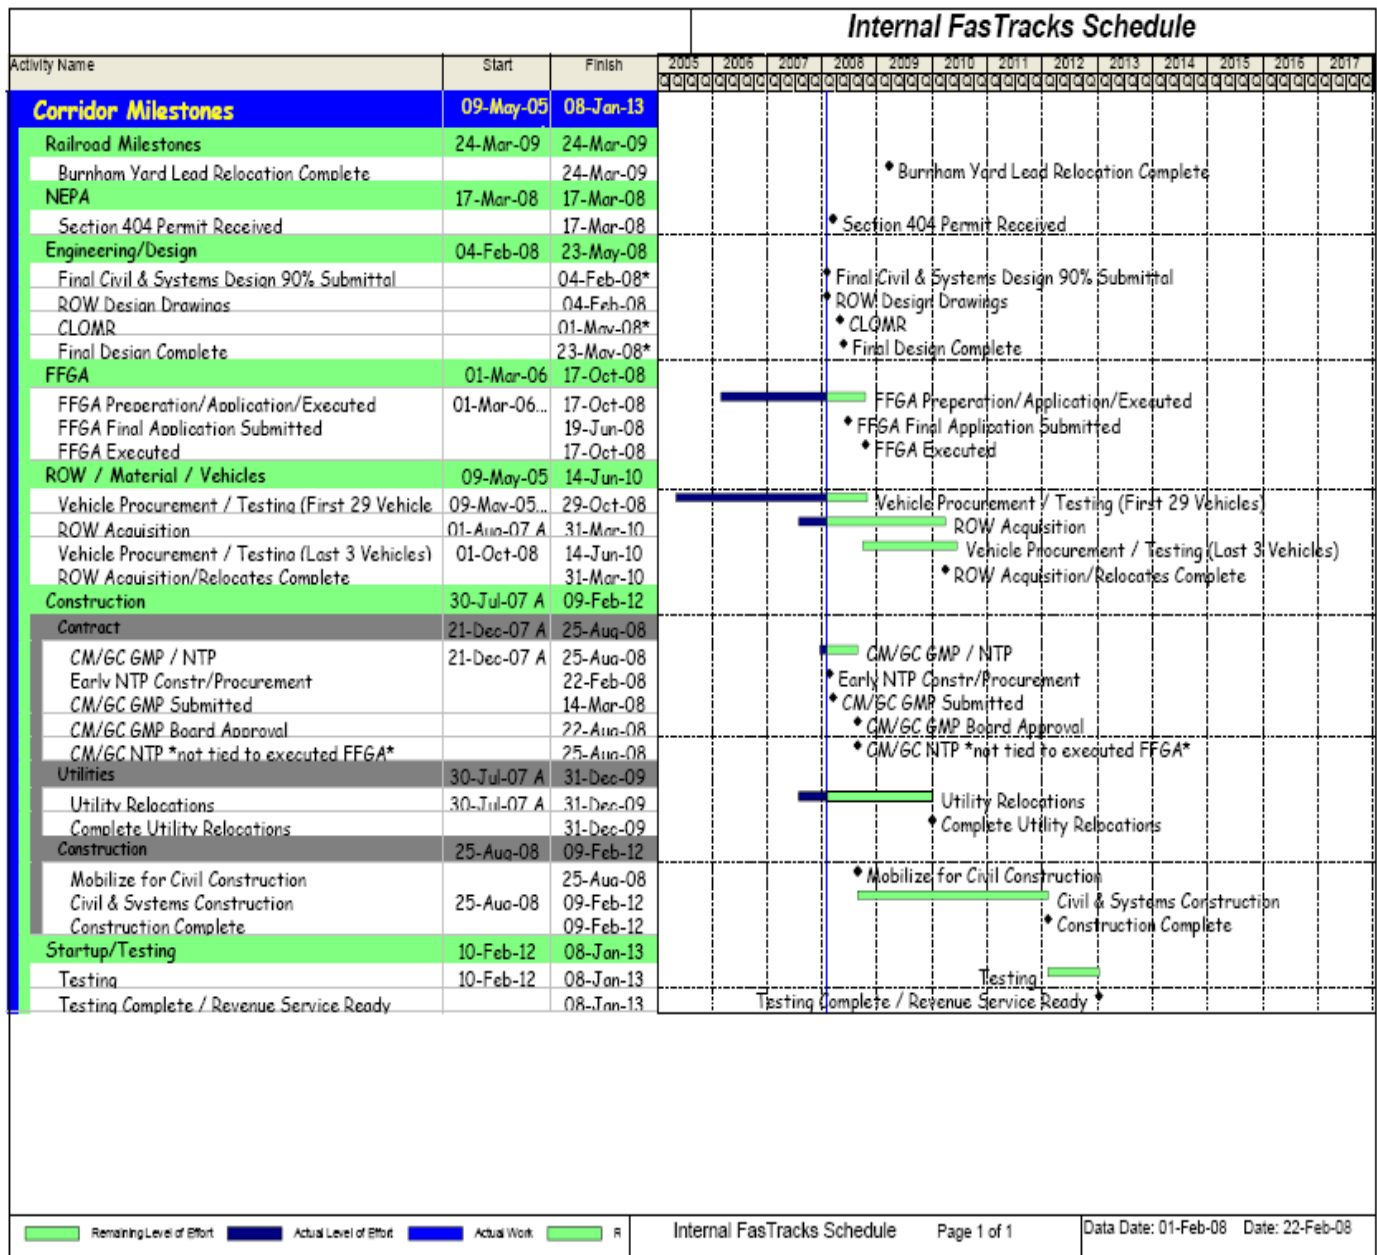 Internal FasTracks Schedule
Activity Name Start Finish 2005 2006 2007 2008 2009 2010 2011 2012 2013 2014 2015 2016 2017
Q Q Q Q Q Q Q Q Q Q Q Q Q Q Q Q Q Q Q Q Q Q Q Q Q Q Q Q Q Q Q Q Q Q Q Q Q Q Q Q Q Q Q Q Q Q Q Q Q Q Q Q
Corridor Milestones 09-May-05 08-Jan-13
Railroad Milestones 24-Mar-09 24-Mar-09
Burnham Yard Lead Relocation Complete 24-Mar-09 Burnham Yard Lead Relocation Complete
NEPA 17-Mar-08 17-Mar-08
Section 404 Permit Received 17-Mar-08 Section 404 Permit Received
Engineering/Design 04-Feb-08 23-May-08
Final Civil & Systems Design 90% Submittal 04-Feb-08* Final Civil & Systems Design 90% Submittal
ROW Design Drawings 04-Feb-08 ROW Design Drawings
CLOMR 01-May-08* CLOMR
Final Design Complete 23-May-08* Final Design Complete
FFGA 01-Mar-06 17-Oct-08
FFGA Preperation/Application/Executed 01-Mar-06... 17-Oct-08 FFGA Preperation/Application/Executed
FFGA Final Application Submitted 19-Jun-08 FFGA Final Application Submitted
FFGA Executed 17-Oct-08 FFGA Executed
ROW / Material / Vehicles 09-May-05 14-Jun-10
Vehicle Procurement / Testing (First 29 Vehicle 09-May-05... 29-Oct-08 Vehicle Procurement / Testing (First 29 Vehicles)
ROW Acquisition 01-Aug-07 A 31-Mar-10 ROW Acquisition
Vehicle Procurement / Testing (Last 3 Vehicles) 01-Oct-08 14-Jun-10 Vehicle Procurement / Testing (Last 3 Vehicles)
ROW Acquisition/Relocates Complete 31-Mar-10 ROW Acquisition/Relocates Complete
Construction 30-Jul-07 A 09-Feb-12
Contract 21-Dec-07 A 25-Aug-08
CM/GC GMP / NTP 21-Dec-07 A 25-Aug-08 CM/GC GMP / NTP
Early NTP Constr/Procurement 22-Feb-08 Early NTP Constr/Procurement
CM/GC GMP Submitted 14-Mar-08 CM/GC GMP Submitted
CM/GC GMP Board Approval 22-Aug-08 CM/GC GMP Board Approval
CM/GC NTP *not tied to executed FFGA* 25-Aug-08 CM/GC NTP *not tied to executed FFGA*
Utilities 30-Jul-07 A 31-Dec-09
Utility Relocations 30-Jul-07 A 31-Dec-09 Utility Relocations
Complete Utility Relocations 31-Dec-09 Complete Utility Relocations
Construction 25-Aug-08 09-Feb-12
Mobilize for Civil Construction 25-Aug-08 Mobilize for Civil Construction
Civil & Systems Construction 25-Aug-08 09-Feb-12 Civil & Systems Construction
Construction Complete 09-Feb-12 Construction Complete
Startup/Testing 10-Feb-12 08-Jan-13
Testing 10-Feb-12 08-Jan-13 Testing
Testing Complete / Revenue Service Ready 08-Jan-13 Testing Complete / Revenue Service Ready
Remaining Level of Effort Actual Level of Effort Actual Work R Internal FasTracks Schedule Page 1 of 1 Data Date: 01-Feb-08 Date: 22-Feb-08